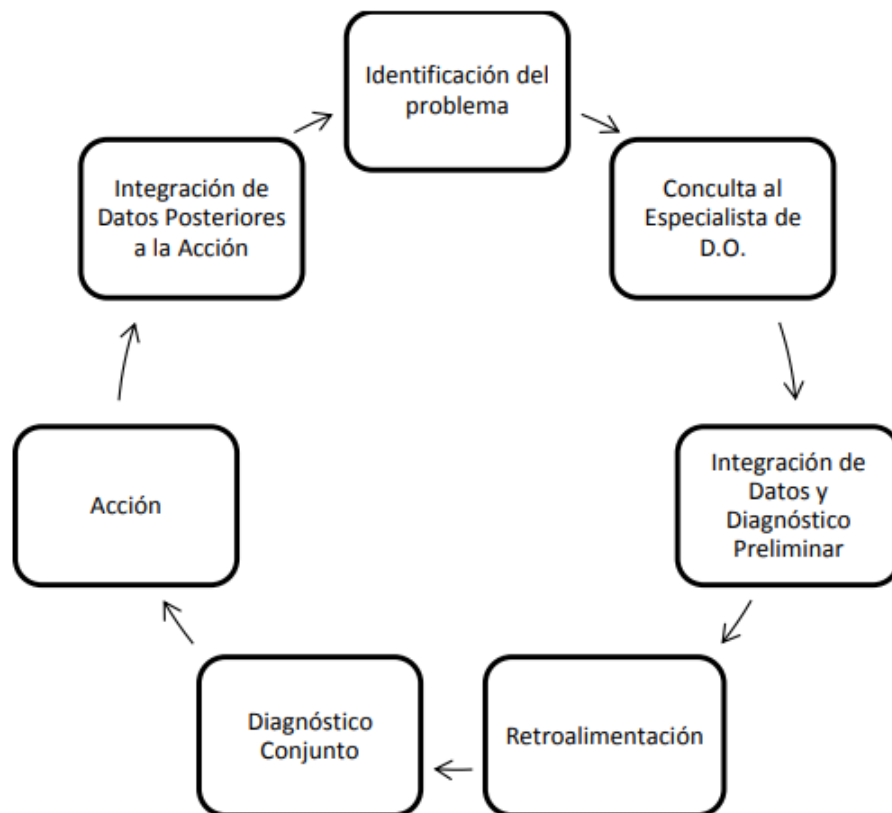 Identificación del
problema
Conculta al
Especialista de
D.O.
Integración de
Datos y
Diagnóstico
Preliminar
Retroalimentación
Diagnóstico
Conjunto
Acción
Integración de
Datos Posteriores
a la Acción